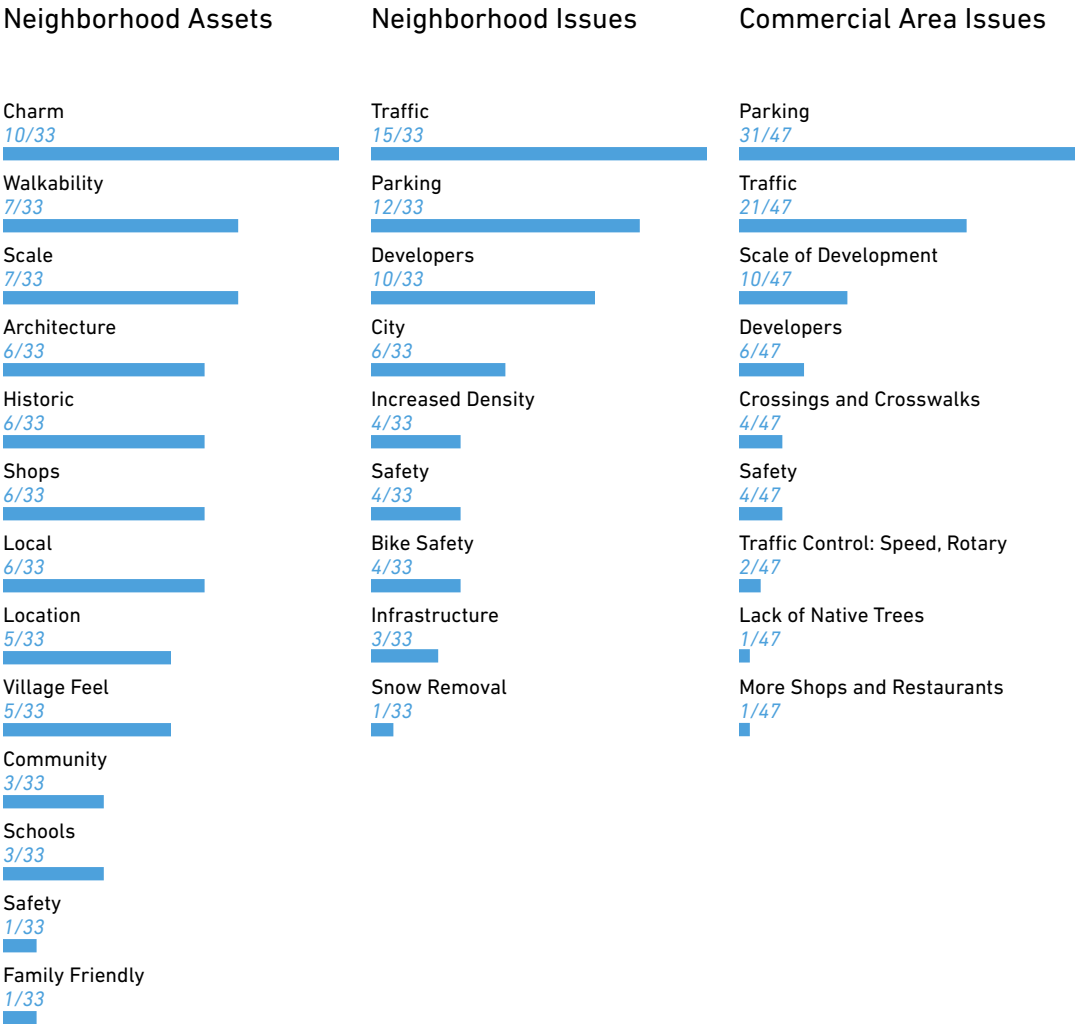 Neighborhood Assets
Charm
10/33
Walkability
7/33
Scale
7/33
Architecture
6/33
Historic
6/33
Shops
6/33
Local
6/33
Location
5/33
Village Feel
5/33
Community
3/33
Schools
3/33
Safety
1/33
Family Friendly
1/33
Neighborhood Issues
Traffic
15/33
Parking
12/33
Developers
10/33
City
6/33
Increased Density
4/33
Safety
4/33
Bike Safety
4/33
Infrastructure
3/33
Snow Removal
1/33
Commercial Area Issues
Parking
31/47
Traffic
21/47
Scale of Development
10/47
Developers
6/47
Crossings and Crosswalks
4/47
Safety
4/47
Traffic Control: Speed, Rotary
2/47
Lack of Native Trees
1/47
More Shops and Restaurants
1/47